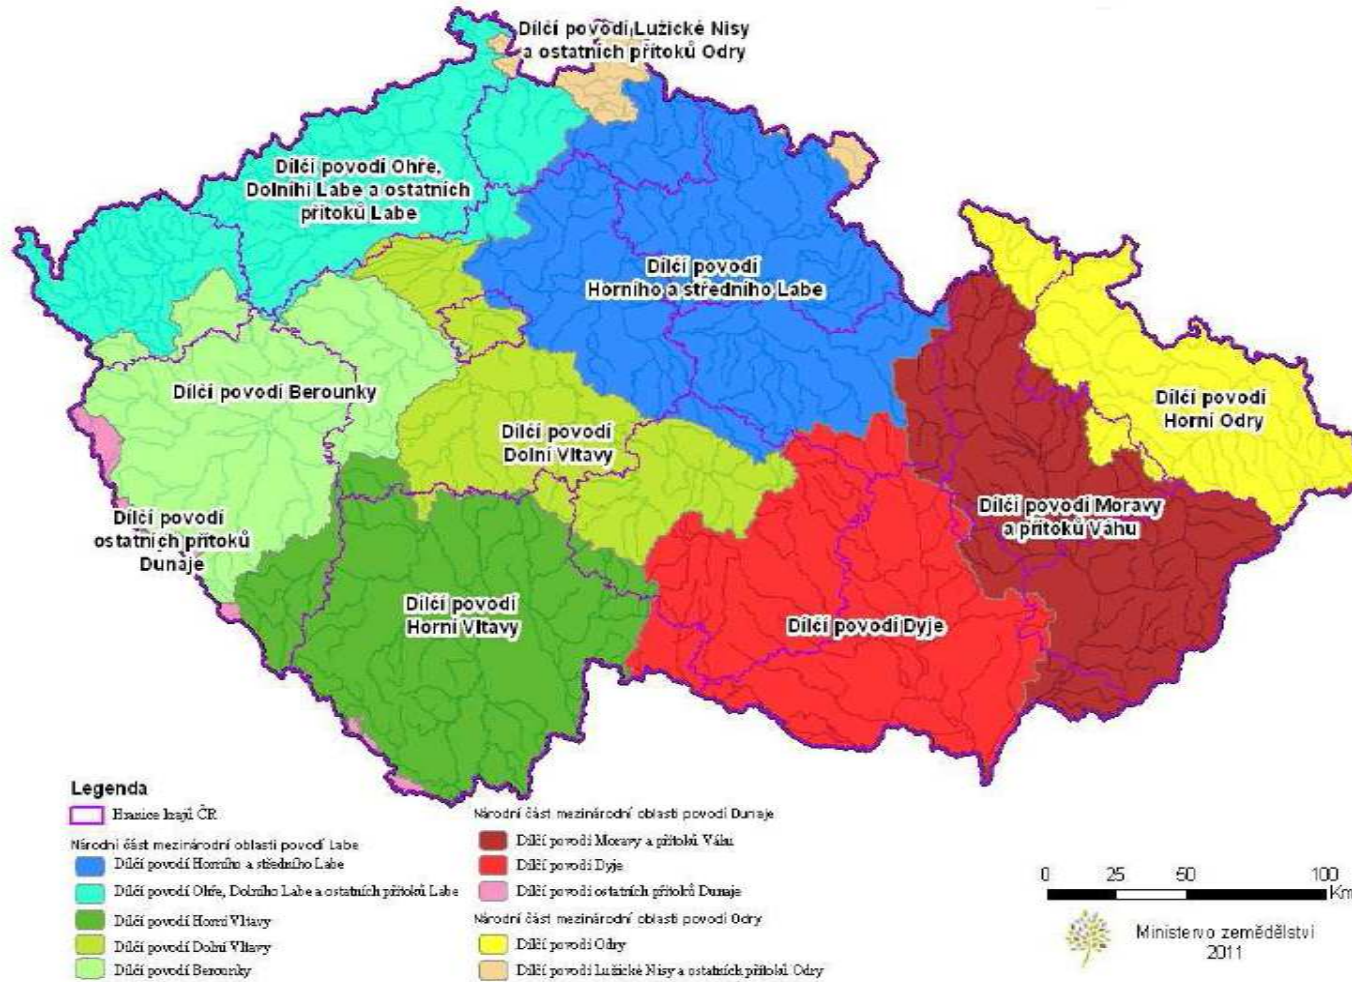 Dílčí povodí Lužické Nisy
a ostatních přítoků Odry
Dílčí povodí Ohře,
Dolního Labe a ostatních
přítoků Labe
Dílčí povodí
Horního a středního Labe
Dílčí povodí Berounky
Dílčí povodí
Horní Odry
Dílčí povodí
Dolní Vltavy
Dílčí povodí
ostatních přítoků
Dunaje
Dílčí povodí Moravy
a přítoků Váhu
Dílčí povodí
Horní Vltavy
Dílčí povodí Dyje
Legenda
Hranice krajů ČR
Národní část mezinárodní oblasti povodí Labe
Dílčí povodí Horního a středního Labe
Dílčí povodí Ohře, Dolního Labe a ostatních přítoků Labe
Dílčí povodí Horní Vltavy
Dílčí povodí Dolní Vltavy
Dílčí povodí Berounky
Národní část mezinárodní oblasti povodí Dunaje
Dílčí povodí Moravy a přítoků Váhu
Dílčí povodí Dyje
Dílčí povodí ostatních přítoků Dunaje
Národní část mezinárodní oblasti povodí Odry
Dílčí povodí Odry
Dílčí povodí Lužické Nisy a ostatních přítoků Odry
0 25 50 100
Km
Ministerstvo zemědělství
2011